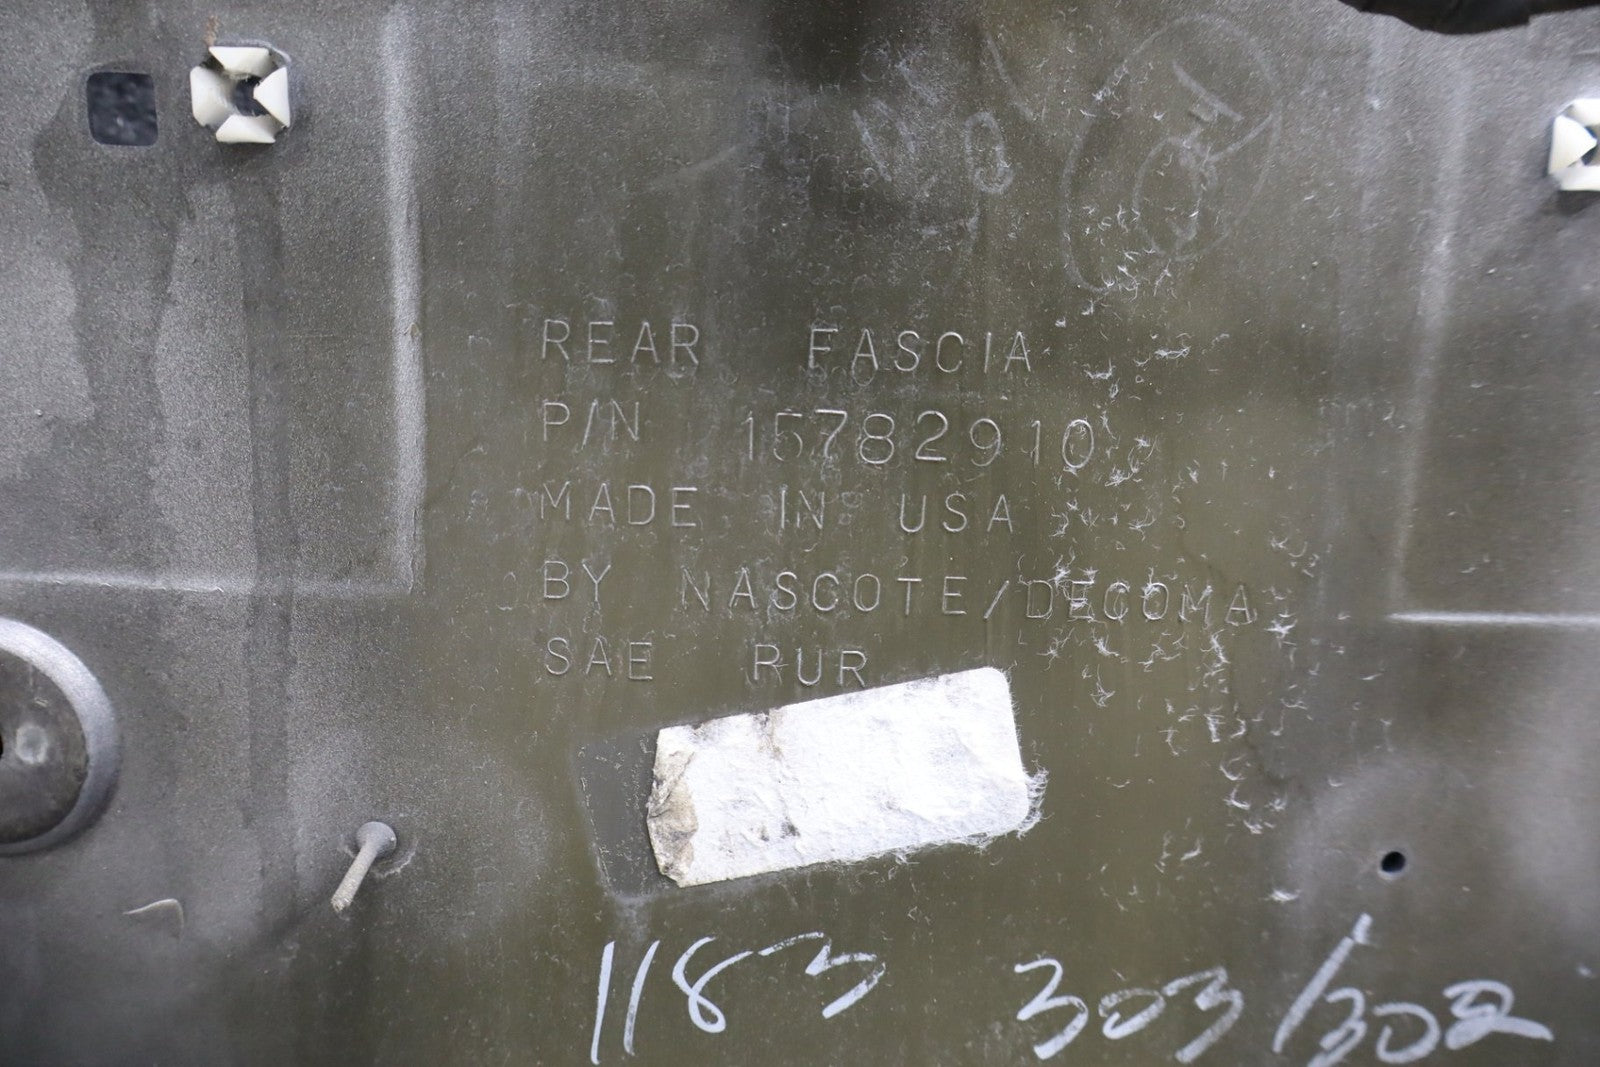 REAR FASCIA
P/N 15782910
MADE IN USA
BY NASCOTE/DECOMA
SAE RUR
1183 303/302